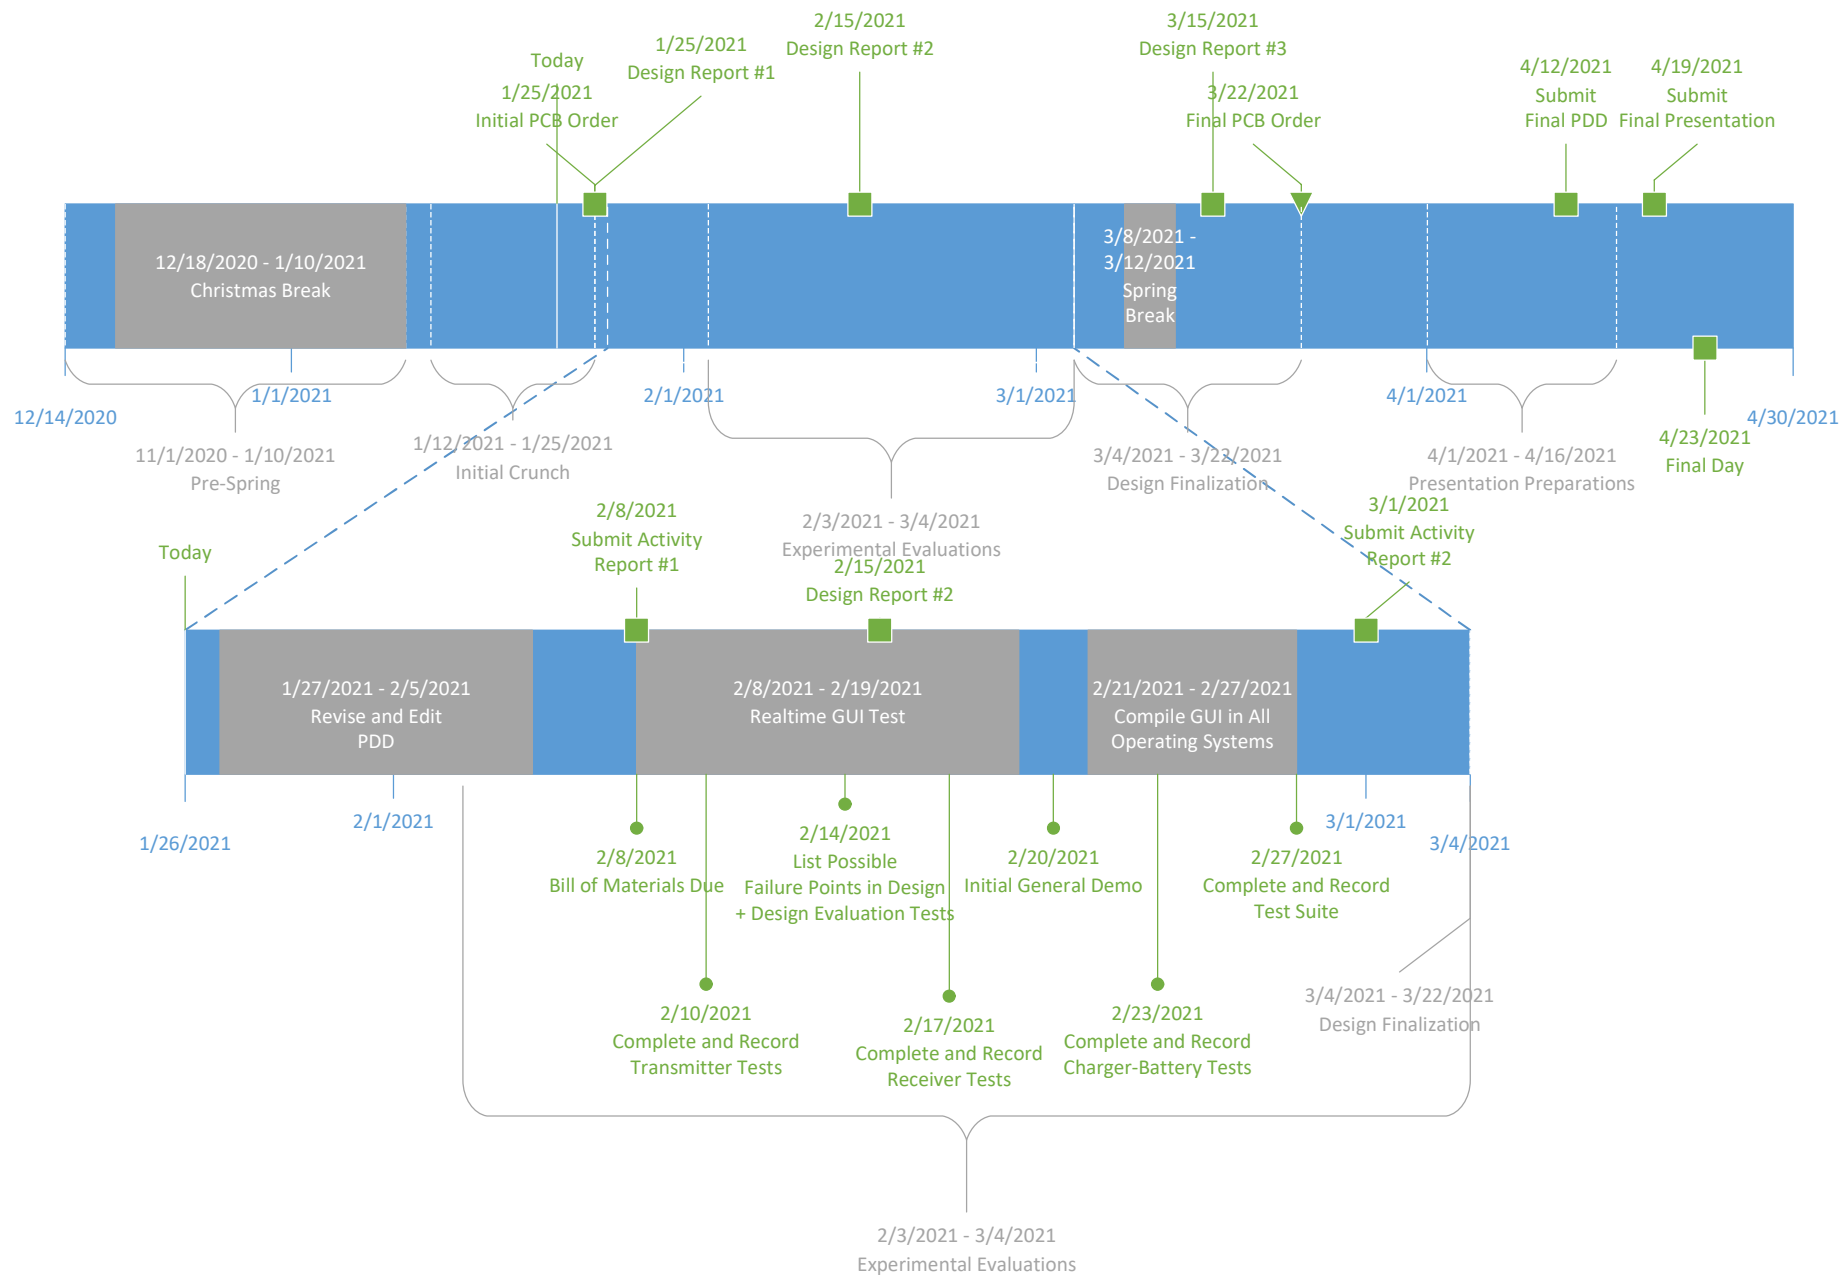 2/15/2021
Design Report #2
3/15/2021
Design Report #3
1/25/2021
Design Report #1
Today
1/25/2021
Initial PCB Order
3/22/2021
Final PCB Order
4/12/2021
Submit
Final PDD
4/19/2021
Submit
Final Presentation
12/18/2020 - 1/10/2021
Christmas Break
3/8/2021 -
3/12/2021
Spring
Break
12/14/2020
1/1/2021
2/1/2021
3/1/2021
4/1/2021
4/30/2021
11/1/2020 - 1/10/2021
Pre-Spring
1/12/2021 - 1/25/2021
Initial Crunch
2/3/2021 - 3/4/2021
Experimental Evaluations
3/4/2021 - 3/22/2021
Design Finalization
4/1/2021 - 4/16/2021
Presentation Preparations
4/23/2021
Final Day
Today
2/8/2021
Submit Activity
Report #1
2/15/2021
Design Report #2
3/1/2021
Submit Activity
Report #2
1/27/2021 - 2/5/2021
Revise and Edit
PDD
2/8/2021 - 2/19/2021
Realtime GUI Test
2/21/2021 - 2/27/2021
Compile GUI in All
Operating Systems
1/26/2021
2/1/2021
3/1/2021
3/4/2021
2/8/2021
Bill of Materials Due
2/14/2021
List Possible
Failure Points in Design
+ Design Evaluation Tests
2/20/2021
Initial General Demo
2/27/2021
Complete and Record
Test Suite
2/10/2021
Complete and Record
Transmitter Tests
2/17/2021
Complete and Record
Receiver Tests
2/23/2021
Complete and Record
Charger-Battery Tests
3/4/2021 - 3/22/2021
Design Finalization
2/3/2021 - 3/4/2021
Experimental Evaluations